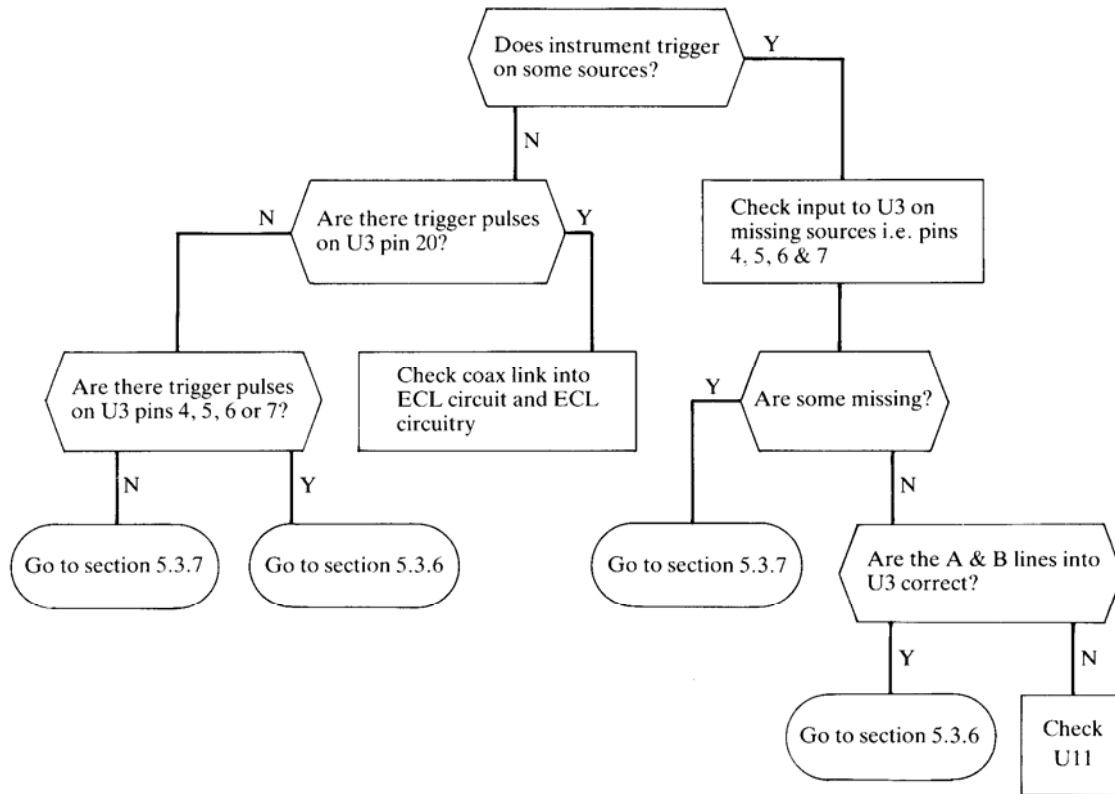 Does instrument trigger
on some sources?
Y
N
Are there trigger pulses
on U3 pin 20?
N
Y
Check input to U3 on
missing sources i.e. pins
4, 5, 6 & 7
Are there trigger pulses
on U3 pins 4, 5, 6 or 7?
Check coax link into
ECL circuit and ECL
circuitry
Y
Are some missing?
N
Y
N
Go to section 5.3.7
Go to section 5.3.6
Go to section 5.3.7
Are the A & B lines into
U3 correct?
Y
N
Go to section 5.3.6
Check
U11